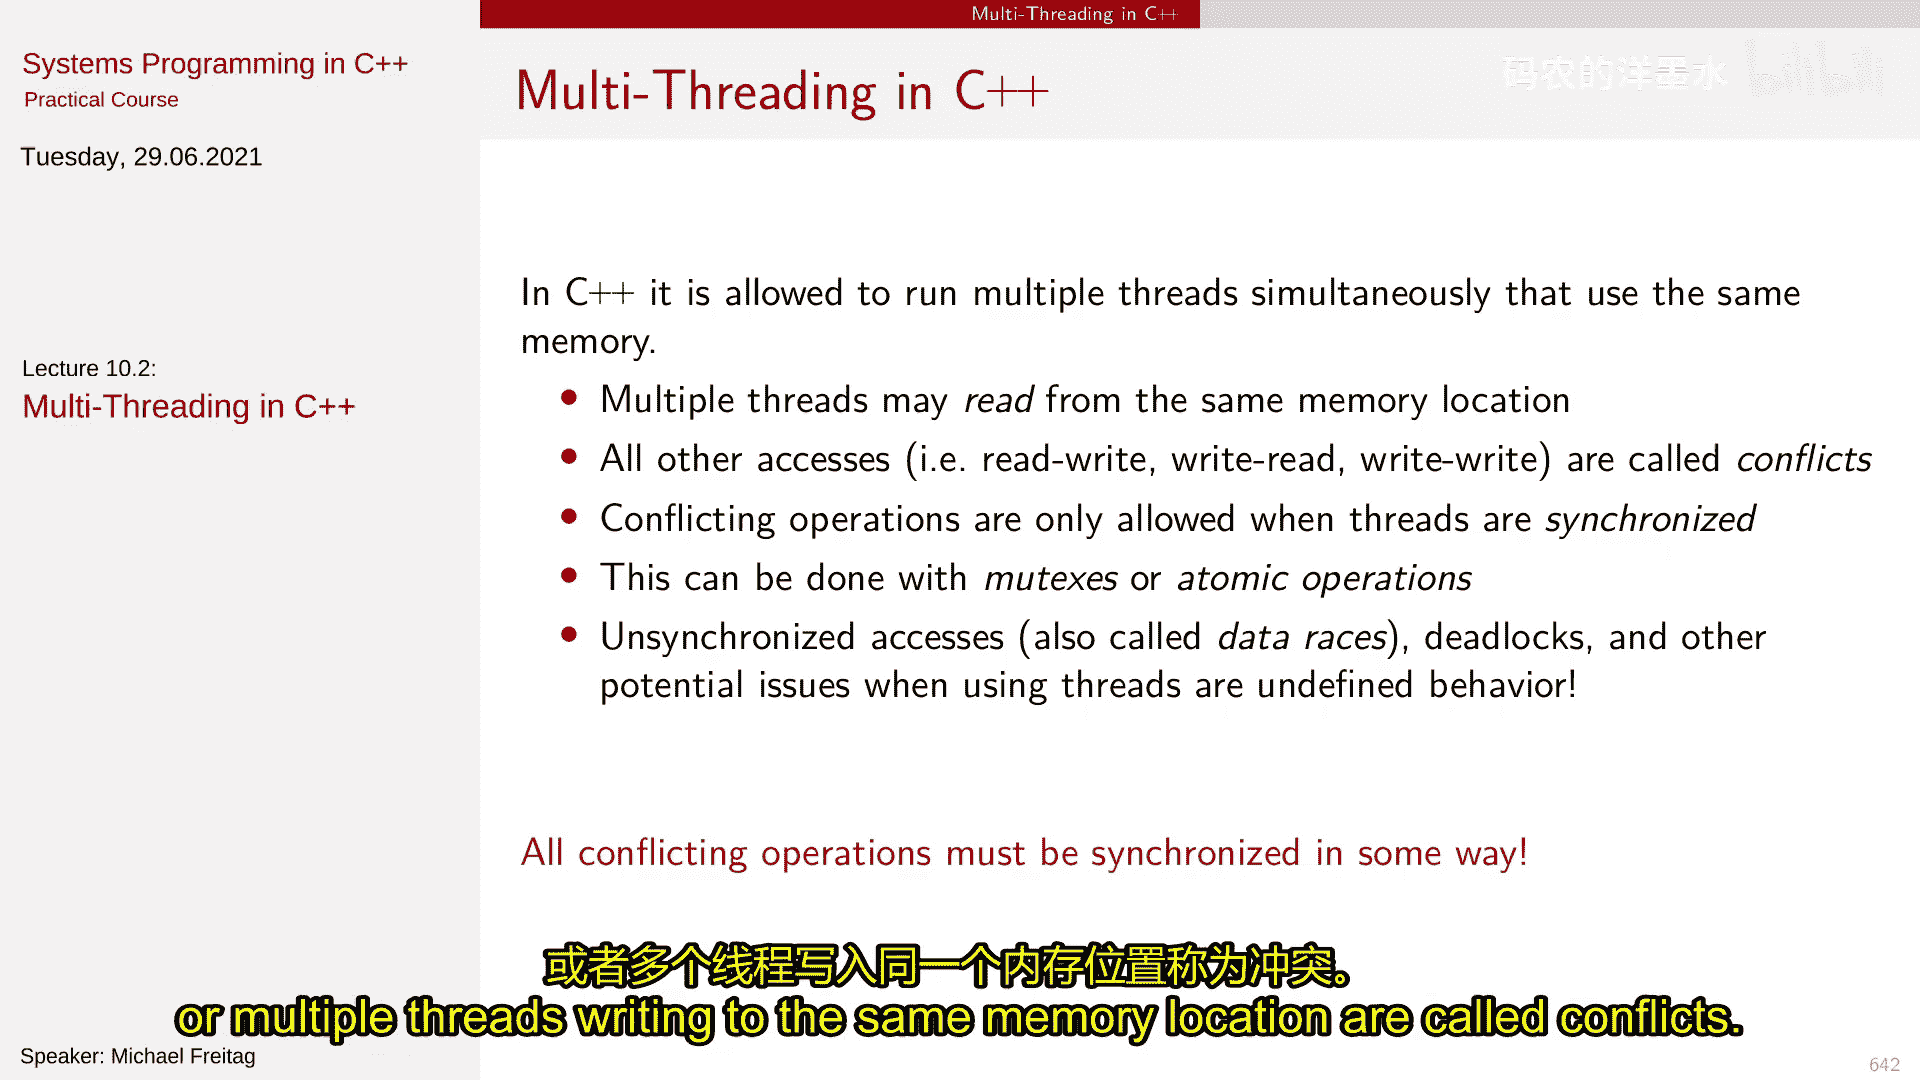 Multi-Threading in C++
Systems Programming in C++
Practical Course
Tuesday, 29.06.2021
Lecture 10.2:
Multi-Threading in C++
Multi-Threading in C++
码农的洋墨水 bilibili
In C++ it is allowed to run multiple threads simultaneously that use the same
memory.
• Multiple threads may read from the same memory location
• All other accesses (i.e. read-write, write-read, write-write) are called conflicts
• Conflicting operations are only allowed when threads are synchronized
• This can be done with mutexes or atomic operations
• Unsynchronized accesses (also called data races), deadlocks, and other
potential issues when using threads are undefined behavior!
All conflicting operations must be synchronized in some way!
或者多个线程写入同一个内存位置称为冲突。
or multiple threads writing to the same memory location are called conflicts.
Speaker: Michael Freitag
642